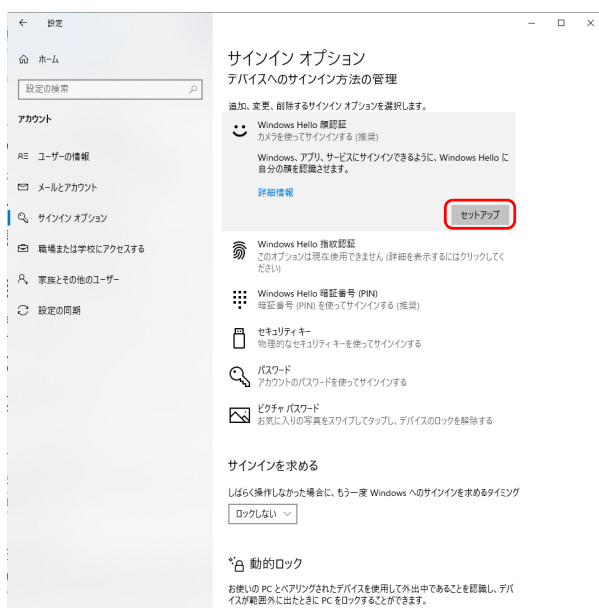 設定
ホーム
設定の検索
アカウント
ユーザーの情報
メールとアカウント
サインイン オプション
職場または学校にアクセスする
家族とその他のユーザー
設定の同期
サインイン オプション
デバイスへのサインイン方法の管理
追加、変更、削除するサインイン オプションを選択します。
Windows Hello 顔認証
カメラを使ってサインインする (推奨)
Windows、アプリ、サービスにサインインできるように、Windows Hello に
自分の顔を認識させます。
詳細情報
セットアップ
Windows Hello 指紋認証
このオプションは現在使用できません (詳細を表示するにはクリックしてく
ださい)
Windows Hello 暗証番号 (PIN)
暗証番号 (PIN) を使ってサインインする (推奨)
セキュリティ キー
物理的なセキュリティ キーを使ってサインインする
パスワード
アカウントのパスワードを使ってサインインする
ピクチャ パスワード
お気に入りの写真をスワイプしてタップし、デバイスのロックを解除する
サインインを求める
しばらく操作しなかった場合に、もう一度 Windows へのサインインを求めるタイミング
ロックしない
動的ロック
お使いの PC とペアリングされたデバイスを使用して外出中であることを認識し、デバ
イスが範囲外に出たときに PC をロックすることができます。